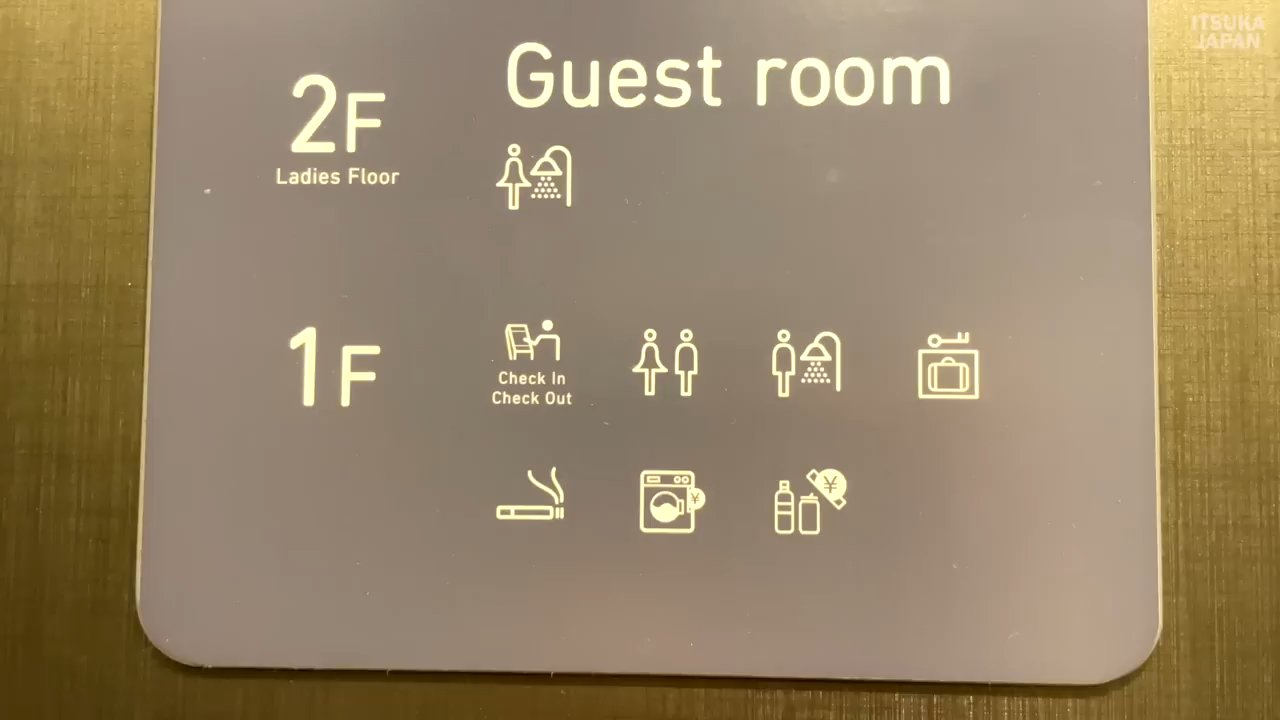 ITSUKA
JAPAN
Guest room
2F
Ladies Floor
1F
Check In
Check Out
¥
¥